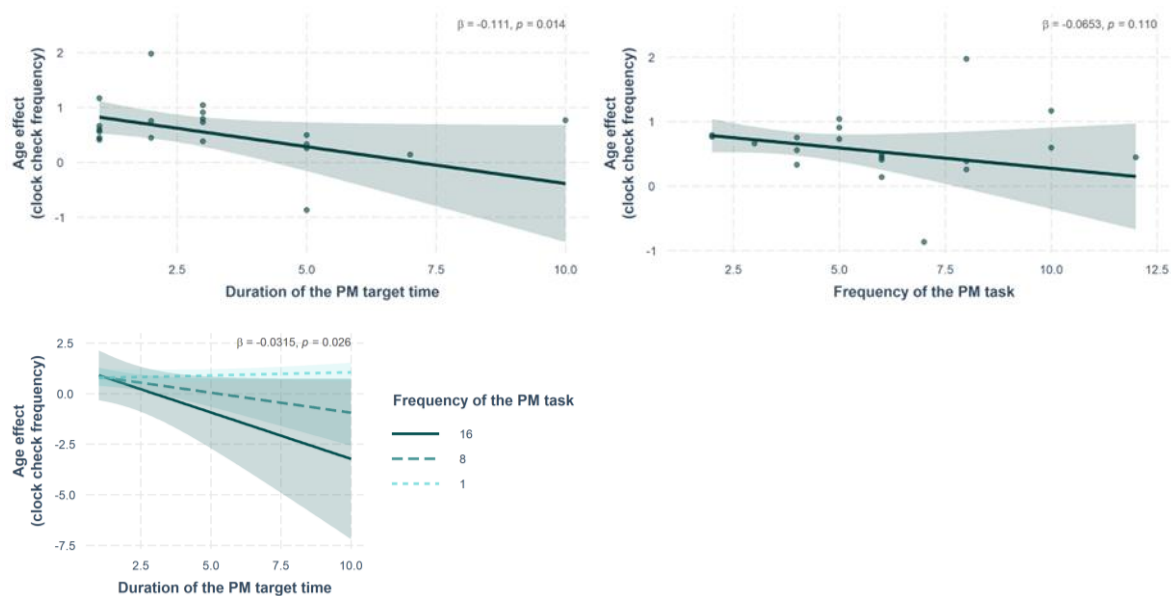 β = -0.111, p = 0.014
Age effect
(clock check frequency)
2
1
0
-1
2.5
5.0
7.5
10.0
Duration of the PM target time
β = -0.0653, p = 0.110
Age effect
(clock check frequency)
2
1
0
-1
2.5
5.0
7.5
10.0
12.5
Frequency of the PM task
β = -0.0315, p = 0.026
Age effect
(clock check frequency)
2.5
0.0
-2.5
-5.0
-7.5
2.5
5.0
7.5
10.0
Duration of the PM target time
Frequency of the PM task
16
8
1